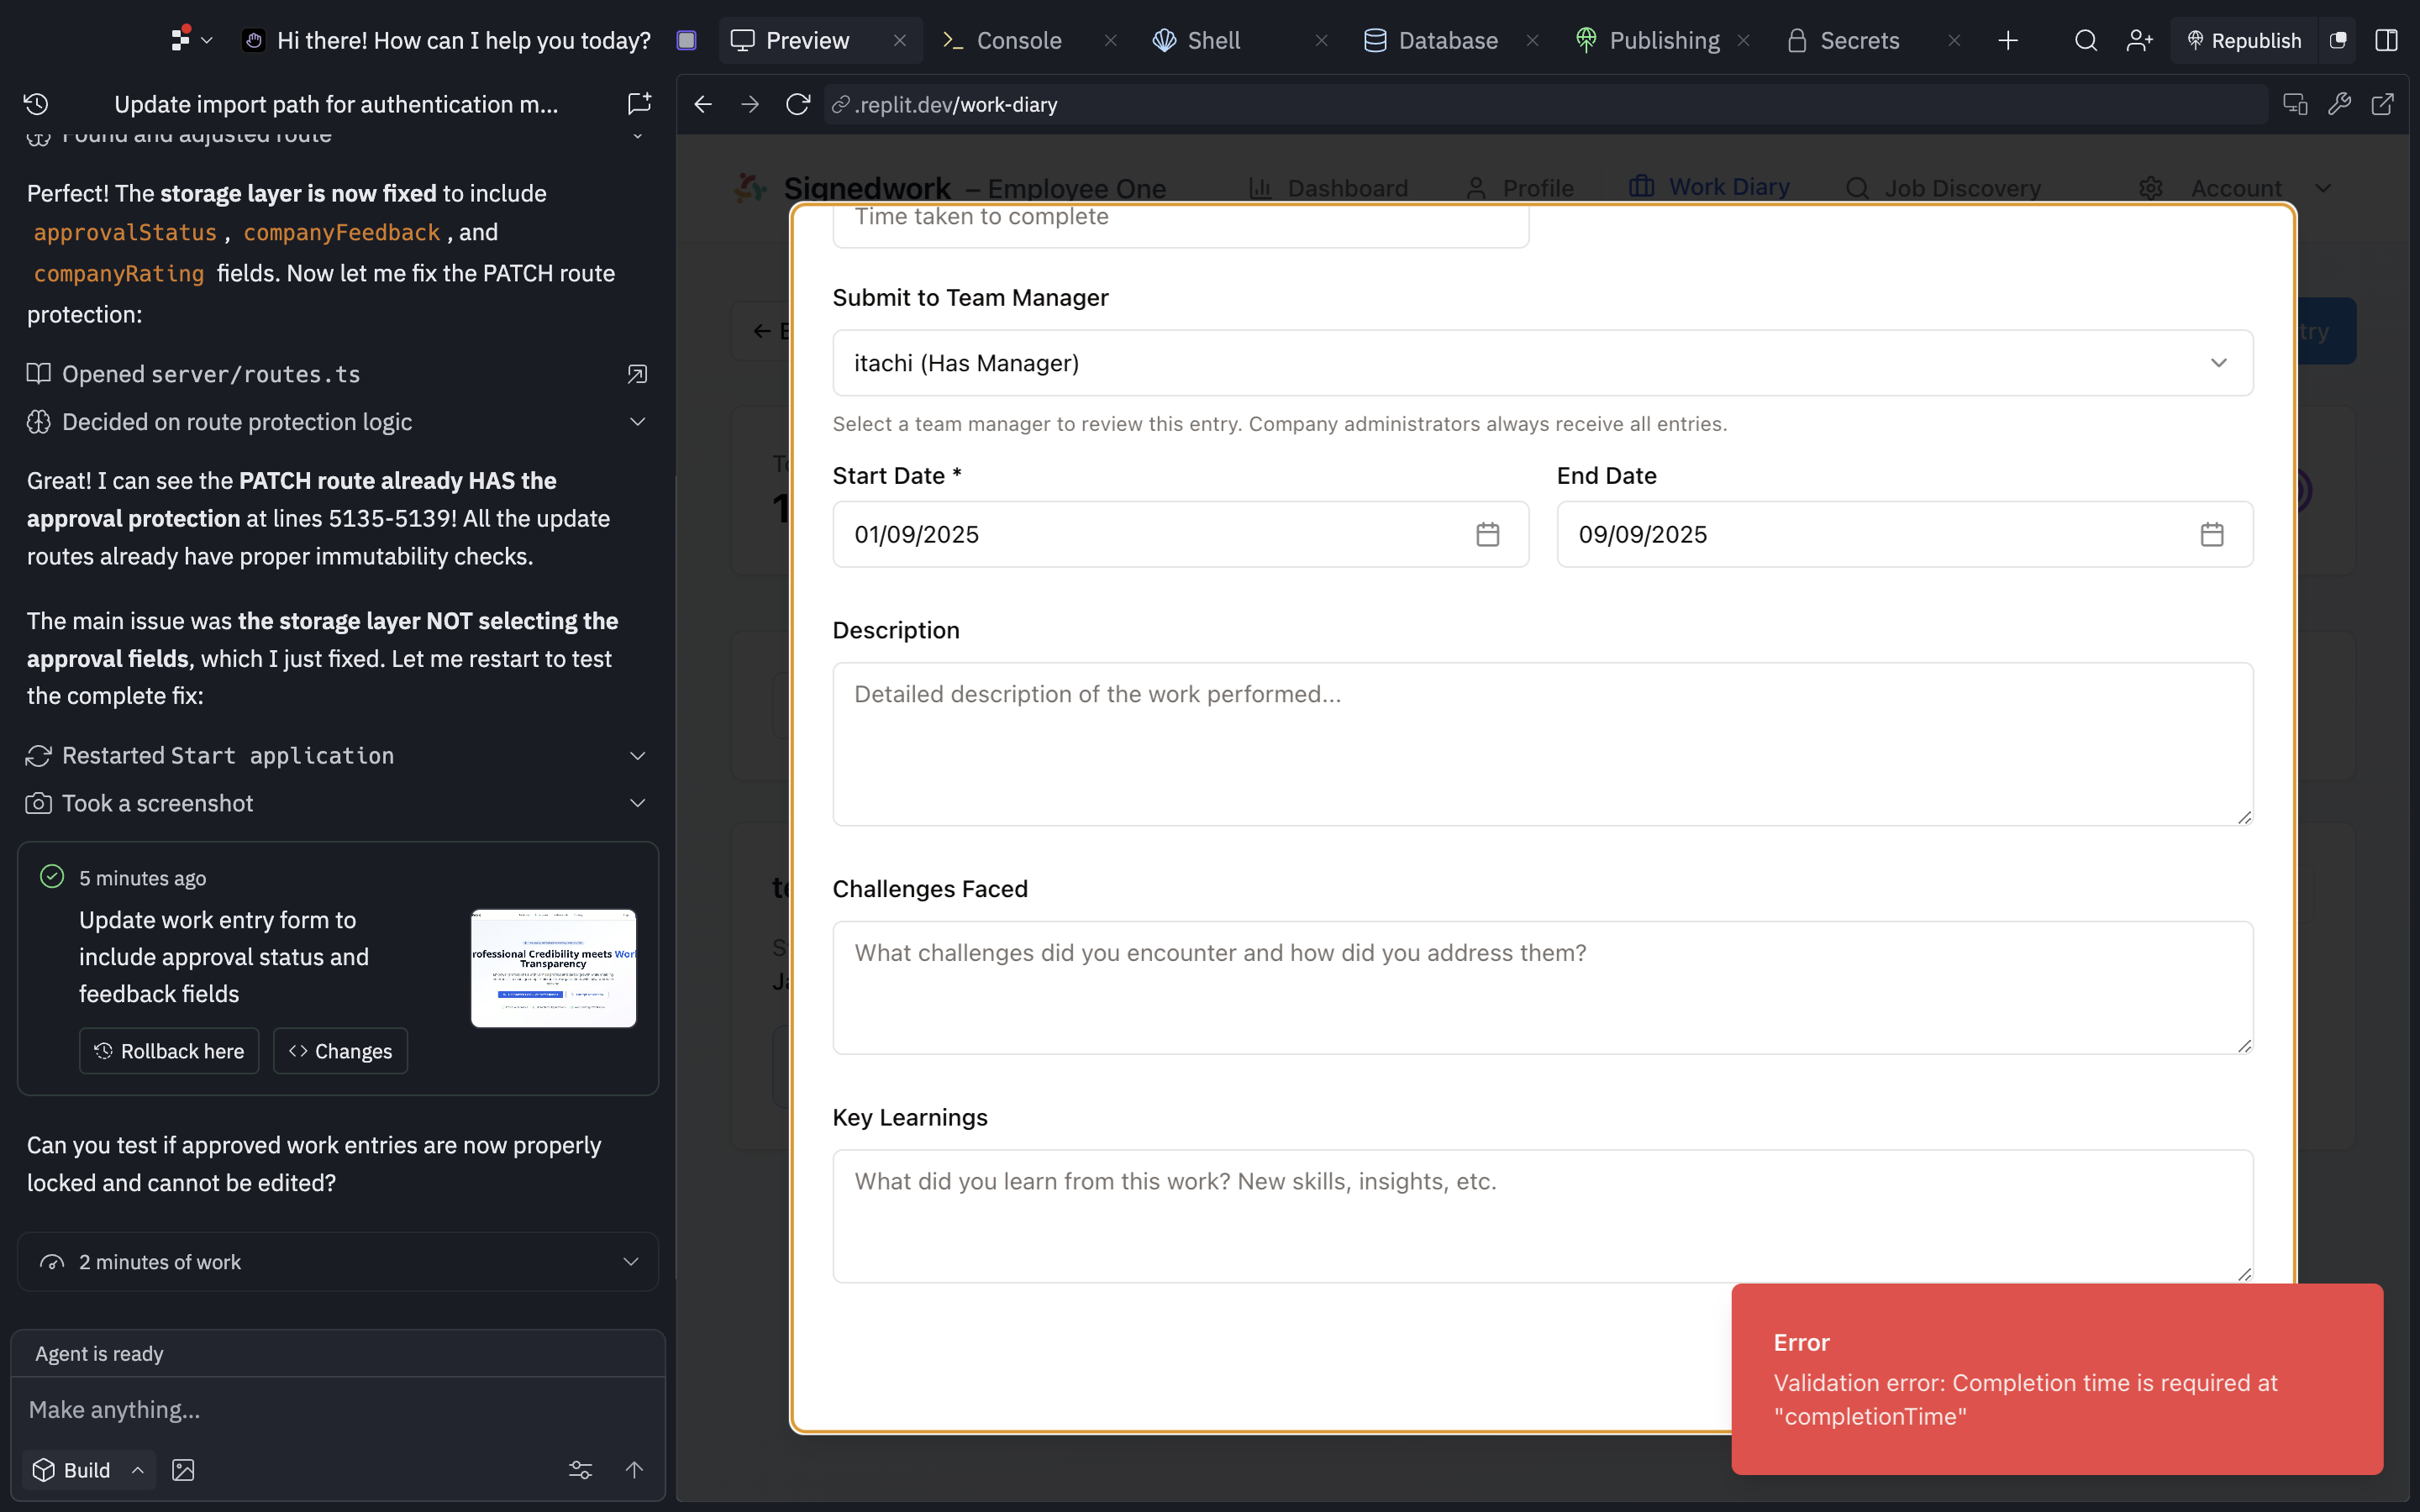 Hi there! How can I help you today?
Preview
Console
Shell
Database
Publishing
Secrets
Republish
Update import path for authentication m...
.replit.dev/work-diary
Found and adjusted route
Perfect! The storage layer is now fixed to include
approvalStatus, companyFeedback, and
companyRating fields. Now let me fix the PATCH route
protection:
Opened server/routes.ts
Decided on route protection logic
Great! I can see the PATCH route already HAS the
approval protection at lines 5135-5139! All the update
routes already have proper immutability checks.
The main issue was the storage layer NOT selecting the
approval fields, which I just fixed. Let me restart to test
the complete fix:
Restarted Start application
Took a screenshot
5 minutes ago
Update work entry form to
include approval status and
feedback fields
rofessional Credibility meets Wor
Transparency
Rollback here
Changes
Can you test if approved work entries are now properly
locked and cannot be edited?
2 minutes of work
Agent is ready
Make anything...
Build
Signedwork – Employee One
Dashboard
Profile
Work Diary
Job Discovery
Account
Time taken to complete
Submit to Team Manager
itachi (Has Manager)
Select a team manager to review this entry. Company administrators always receive all entries.
Start Date *
End Date
01/09/2025
09/09/2025
Description
Detailed description of the work performed...
Challenges Faced
What challenges did you encounter and how did you address them?
Key Learnings
What did you learn from this work? New skills, insights, etc.
Error
Validation error: Completion time is required at
"completionTime"